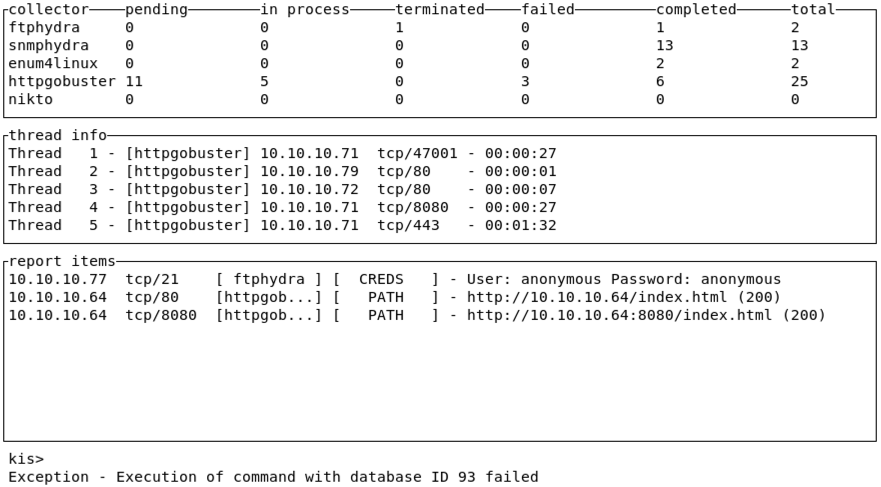 collector pending in process terminated failed completed total
ftphydra 0 0 1 0 1 2
snmphydra 0 0 0 0 13 13
enum4linux 0 0 0 0 2 2
httpgobuster 11 5 0 3 6 25
nikto 0 0 0 0 0 0
thread info
Thread 1 - [httpgobuster] 10.10.10.71 tcp/47001 - 00:00:27
Thread 2 - [httpgobuster] 10.10.10.79 tcp/80 - 00:00:01
Thread 3 - [httpgobuster] 10.10.10.72 tcp/80 - 00:00:07
Thread 4 - [httpgobuster] 10.10.10.71 tcp/8080 - 00:00:27
Thread 5 - [httpgobuster] 10.10.10.71 tcp/443 - 00:01:32
report items
10.10.10.77 tcp/21 [ ftphydra ] [ CREDS ] - User: anonymous Password: anonymous
10.10.10.64 tcp/80 [httpgob...] [ PATH ] - http://10.10.10.64/index.html (200)
10.10.10.64 tcp/8080 [httpgob...] [ PATH ] - http://10.10.10.64:8080/index.html (200)
kis>
Exception - Execution of command with database ID 93 failed